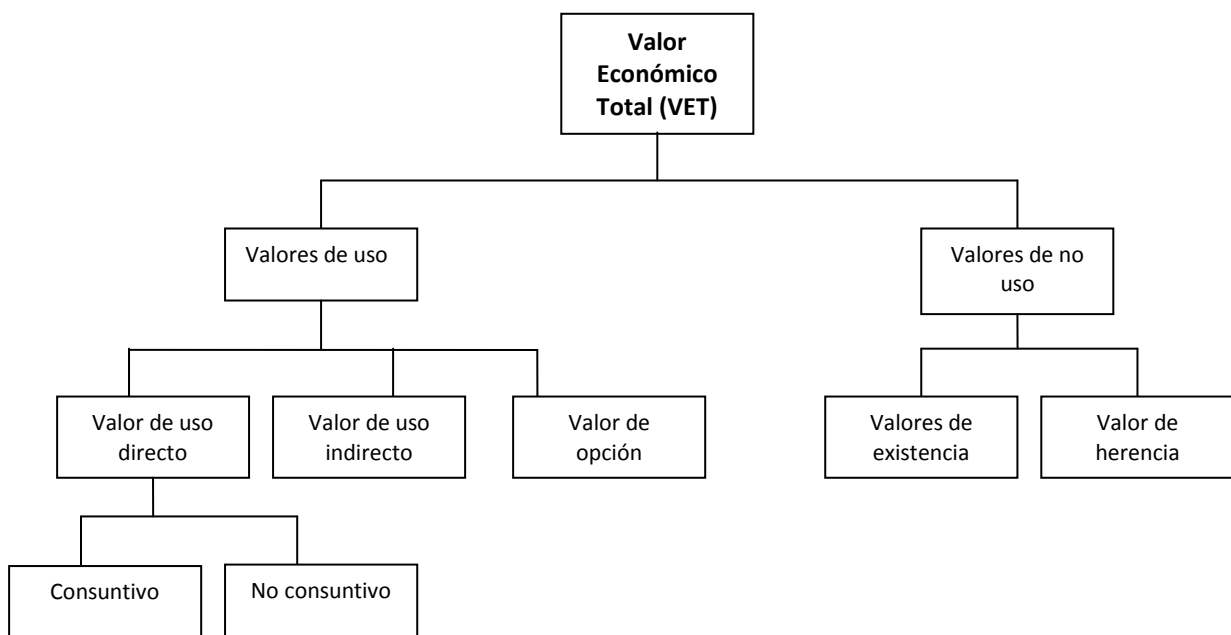 Valor
Económico
Total (VET)
Valores de uso
Valores de no
uso
Valor de uso
directo
Valor de uso
indirecto
Valor de
opción
Valores de
existencia
Valor de
herencia
Consuntivo
No consuntivo